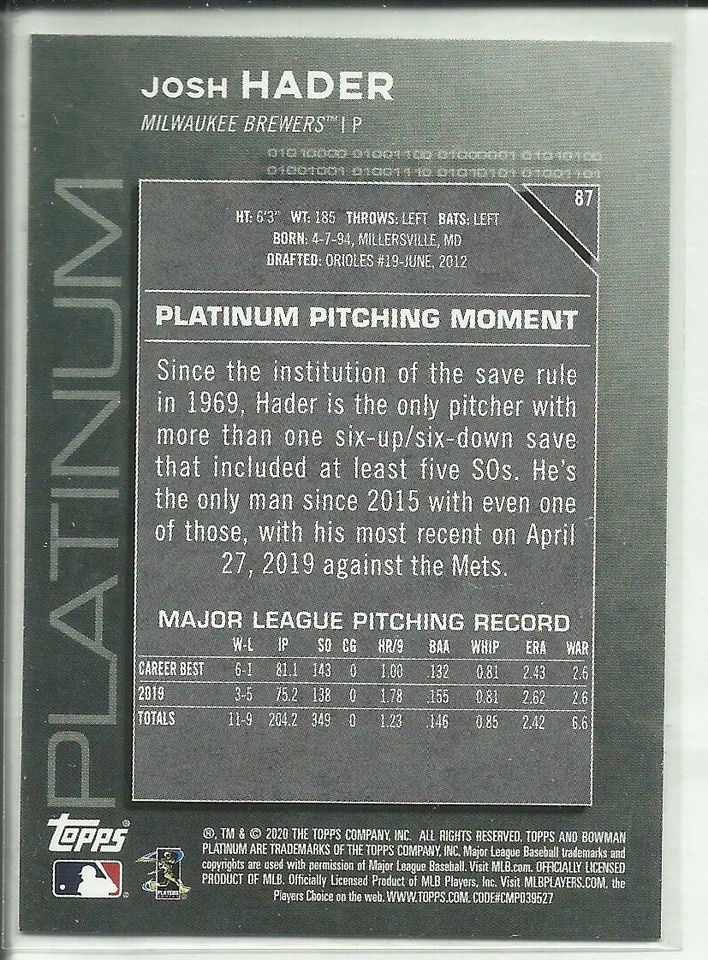 JOSH HADER
MILWAUKEE BREWERS™ | P
01010000 01001100 01000001 01010100
01001001 01001110 01010101 01001101
PLATINUM
87
HT: 6'3" WT: 185 THROWS: LEFT BATS: LEFT
BORN: 4-7-94, MILLERSVILLE, MD
DRAFTED: ORIOLES #19-JUNE, 2012
PLATINUM PITCHING MOMENT
Since the institution of the save rule
in 1969, Hader is the only pitcher with
more than one six-up/six-down save
that included at least five SOs. He's
the only man since 2015 with even one
of those, with his most recent on April
27, 2019 against the Mets.
MAJOR LEAGUE PITCHING RECORD
W-L IP SO CG HR/9 BAA WHIP ERA WAR
CAREER BEST 6-1 81.1 143 0 1.00 .132 0.81 2.43 2.6
2019 3-5 75.2 138 0 1.78 .155 0.81 2.62 2.6
TOTALS 11-9 204.2 349 0 1.23 .146 0.85 2.42 6.6
topps®
PLAYERS
®, TM & © 2020 THE TOPPS COMPANY, INC. ALL RIGHTS RESERVED. TOPPS AND BOWMAN
PLATINUM ARE TRADEMARKS OF THE TOPPS COMPANY, INC. Major League Baseball trademarks and
copyrights are used with permission of Major League Baseball. Visit MLB.com. OFFICIALLY LICENSED
PRODUCT OF MLB. Officially Licensed Product of MLB Players, Inc. Visit MLBPLAYERS.COM, the
Players Choice on the web. WWW.TOPPS.COM. CODE#CMP039527